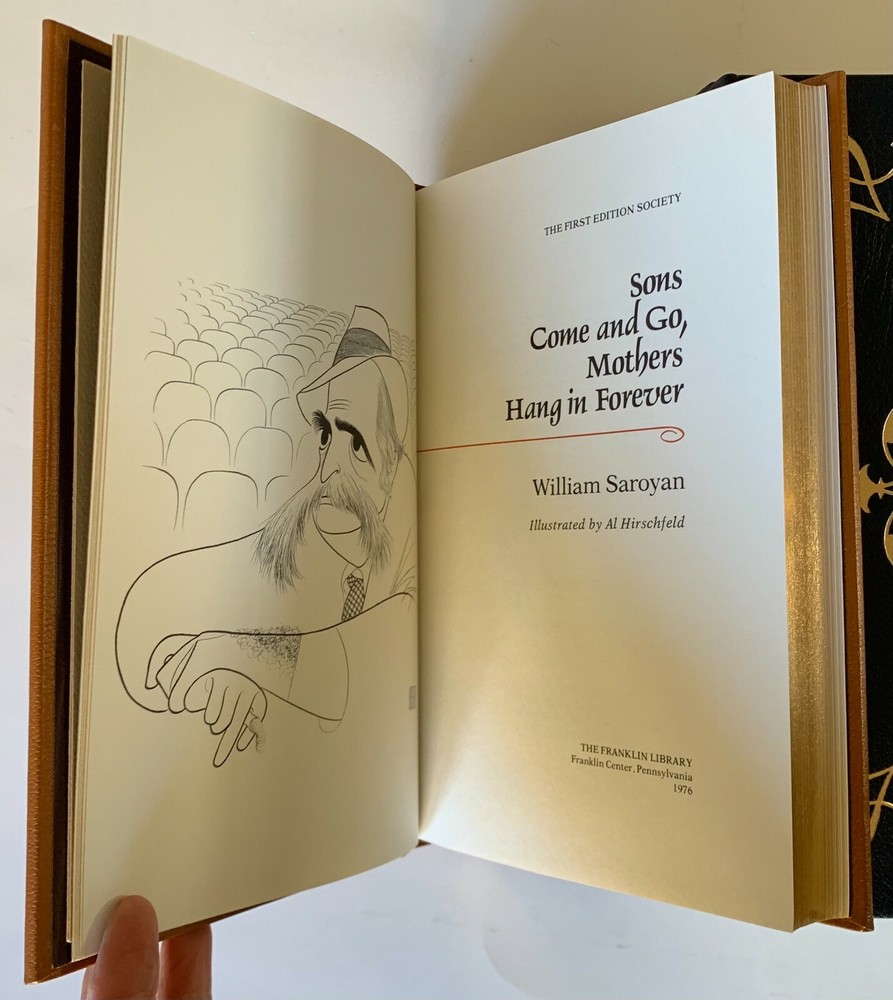 THE FIRST EDITION SOCIETY
Sons
Come and Go,
Mothers
Hang in Forever
William Saroyan
Illustrated by Al Hirschfeld
THE FRANKLIN LIBRARY
Franklin Center, Pennsylvania
1976